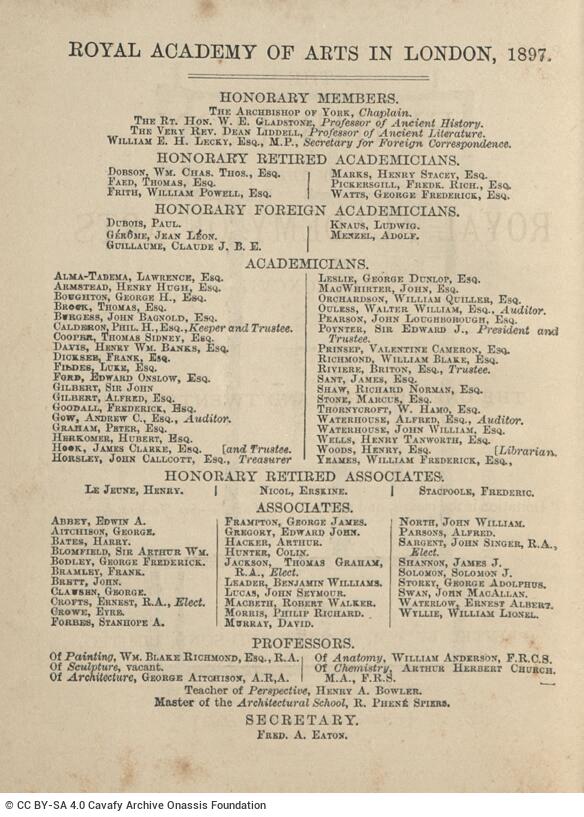 ROYAL ACADEMY OF ARTS IN LONDON, 1897.
HONORARY MEMBERS.
THE ARCHBISHOP OF YORK, Chaplain.
THE RT. HON. W. E. GLADSTONE, Professor of Ancient History.
THE VERY REV. DEAN LIDDELL, Professor of Ancient Literature.
WILLIAM E. H. LECKY, ESQ., M.P., Secretary for Foreign Correspondence.
HONORARY RETIRED ACADEMICIANS.
DOBSON, WM. CHAS. THOS., ESQ.
FAED, THOMAS, ESQ.
FRITH, WILLIAM POWELL, ESQ.
MARKS, HENRY STACEY, ESQ.
PICKERSGILL, FREDK. RICH., ESQ.
WATTS, GEORGE FREDERICK, ESQ.
HONORARY FOREIGN ACADEMICIANS.
DUBOIS, PAUL.
GÉRÔME, JEAN LÉON.
GUILLAUME, CLAUDE J. B. E.
KNAUS, LUDWIG.
MENZEL, ADOLF.
ACADEMICIANS.
ALMA-TADEMA, LAWRENCE, ESQ.
ARMSTEAD, HENRY HUGH, ESQ.
BOUGHTON, GEORGE H., ESQ.
BROCK, THOMAS, ESQ.
BURGESS, JOHN BAGNOLD, ESQ.
CALDERON, PHIL. H., ESQ., Keeper and Trustee.
COOPER, THOMAS SIDNEY, ESQ.
DAVIS, HENRY WM. BANKS, ESQ.
DICKSEE, FRANK, ESQ.
FILDES, LUKE, ESQ.
FORD, EDWARD ONSLOW, ESQ.
GILBERT, SIR JOHN
GILBERT, ALFRED, ESQ.
GOODALL, FREDERICK, ESQ.
GOW, ANDREW C., ESQ., Auditor.
GRAHAM, PETER, ESQ.
HERKOMER, HUBERT, ESQ.
HOOK, JAMES CLARKE, ESQ. [and Trustee.
HORSLEY, JOHN CALLCOTT, ESQ., Treasurer
LESLIE, GEORGE DUNLOP, ESQ.
MACWHIRTER, JOHN, ESQ.
ORCHARDSON, WILLIAM QUILLER, ESQ.
OULESS, WALTER WILLIAM, ESQ., Auditor.
PEARSON, JOHN LOUGHBOROUGH, ESQ.
POYNTER, SIR EDWARD J., President and
Trustee.
PRINSEP, VALENTINE CAMERON, ESQ.
RICHMOND, WILLIAM BLAKE, ESQ.
RIVIERE, BRITON, ESQ., Trustee.
SANT, JAMES, ESQ.
SHAW, RICHARD NORMAN, ESQ.
STONE, MARCUS, ESQ.
THORNYCROFT, W. HAMO, ESQ.
WATERHOUSE, ALFRED, ESQ., Auditor.
WATERHOUSE, JOHN WILLIAM, ESQ.
WELLS, HENRY TANWORTH, ESQ.
WOODS, HENRY, ESQ. [Librarian.
YEAMES, WILLIAM FREDERICK, ESQ.,
HONORARY RETIRED ASSOCIATES.
LE JEUNE, HENRY. | NICOL, ERSKINE. | STACPOOLE, FREDERIC.
ASSOCIATES.
ABBEY, EDWIN A.
AITCHISON, GEORGE.
BATES, HARRY.
BLOMFIELD, SIR ARTHUR WM.
BODLEY, GEORGE FREDERICK.
BRAMLEY, FRANK.
BRETT, JOHN.
CLAUSEN, GEORGE.
CROFTS, ERNEST, R.A., Elect.
CROWE, EYRE.
FORBES, STANHOPE A.
FRAMPTON, GEORGE JAMES.
GREGORY, EDWARD JOHN.
HACKER, ARTHUR.
HUNTER, COLIN.
JACKSON, THOMAS GRAHAM,
R.A., Elect.
LEADER, BENJAMIN WILLIAMS.
LUCAS, JOHN SEYMOUR.
MACBETH, ROBERT WALKER.
MORRIS, PHILIP RICHARD.
MURRAY, DAVID.
NORTH, JOHN WILLIAM.
PARSONS, ALFRED.
SARGENT, JOHN SINGER, R.A.,
Elect.
SHANNON, JAMES J.
SOLOMON, SOLOMON J.
STOREY, GEORGE ADOLPHUS.
SWAN, JOHN MACALLAN.
WATERLOW, ERNEST ALBERT.
WYLLIE, WILLIAM LIONEL.
PROFESSORS.
Of Painting, WM. BLAKE RICHMOND, ESQ., R.A.
Of Sculpture, vacant.
Of Architecture, GEORGE AITCHISON, A.R,A.
Of Anatomy, WILLIAM ANDERSON, F.R.C.S.
Of Chemistry, ARTHUR HERBERT CHURCH,
M.A., F.R.S.
Teacher of Perspective, HENRY A. BOWLER.
Master of the Architectural School, R. PHENÉ SPIERS.
SECRETARY.
FRED. A. EATON.
© CC BY-SA 4.0 Cavafy Archive Onassis Foundation